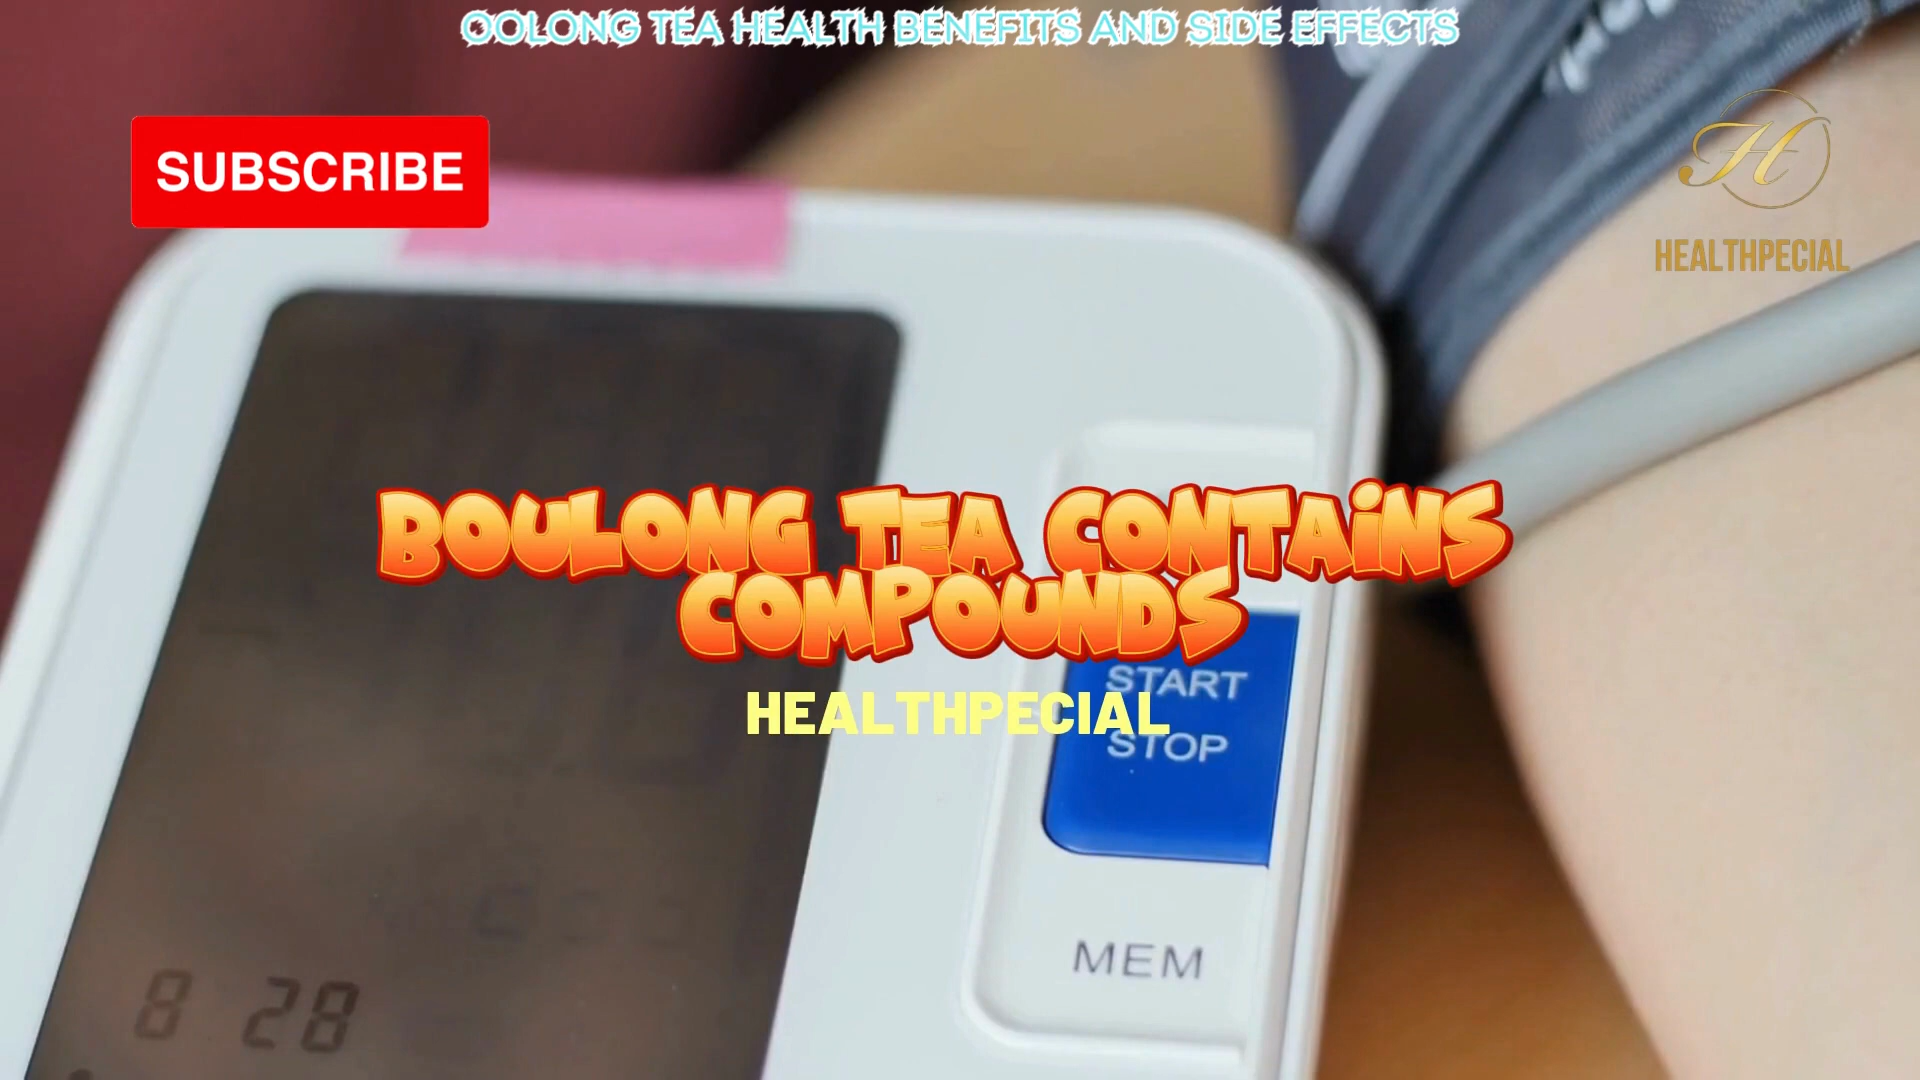 OOLONG TEA HEALTH BENEFITS AND SIDE EFFECTS
SUBSCRIBE
H
HEALTHPECIAL
BOULONG TEA CONTAINS
COMPOUNDS
HEALTHPECIAL
START
STOP
MEM
8 28